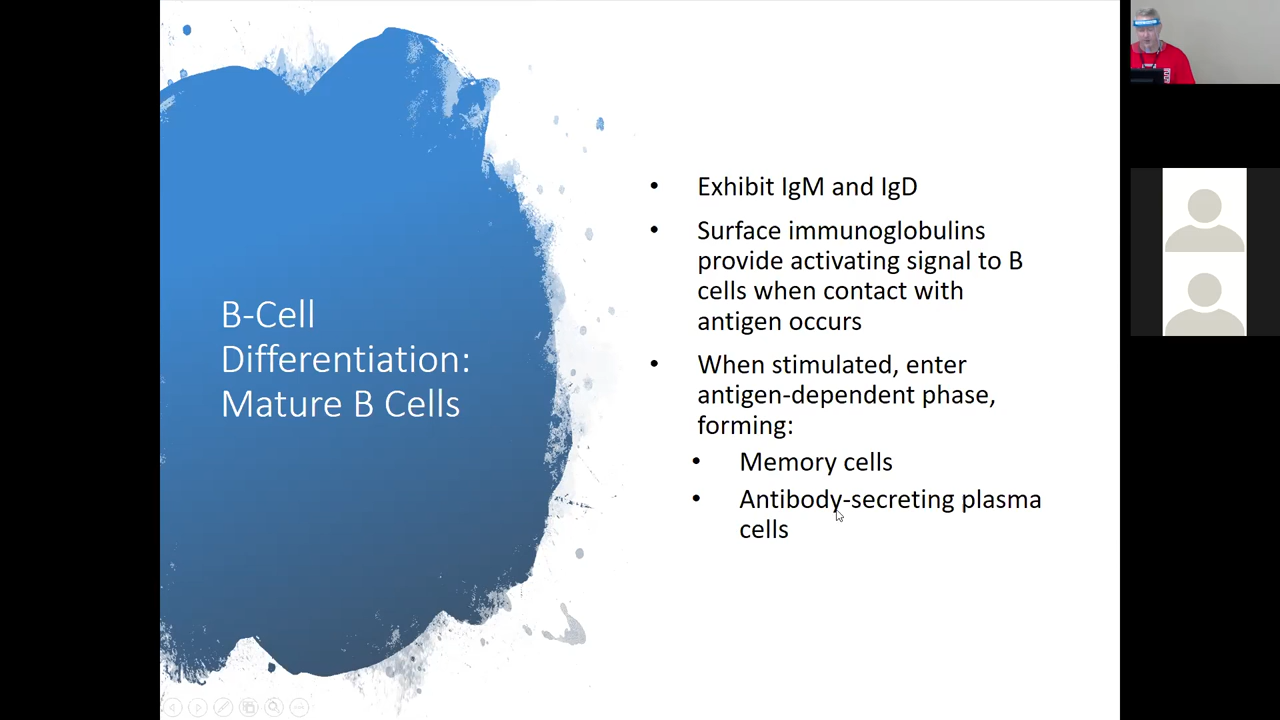 B-Cell
Differentiation:
Mature B Cells
• Exhibit IgM and IgD
• Surface immunoglobulins
provide activating signal to B
cells when contact with
antigen occurs
• When stimulated, enter
antigen-dependent phase,
forming:
• Memory cells
• Antibody-secreting plasma
cells